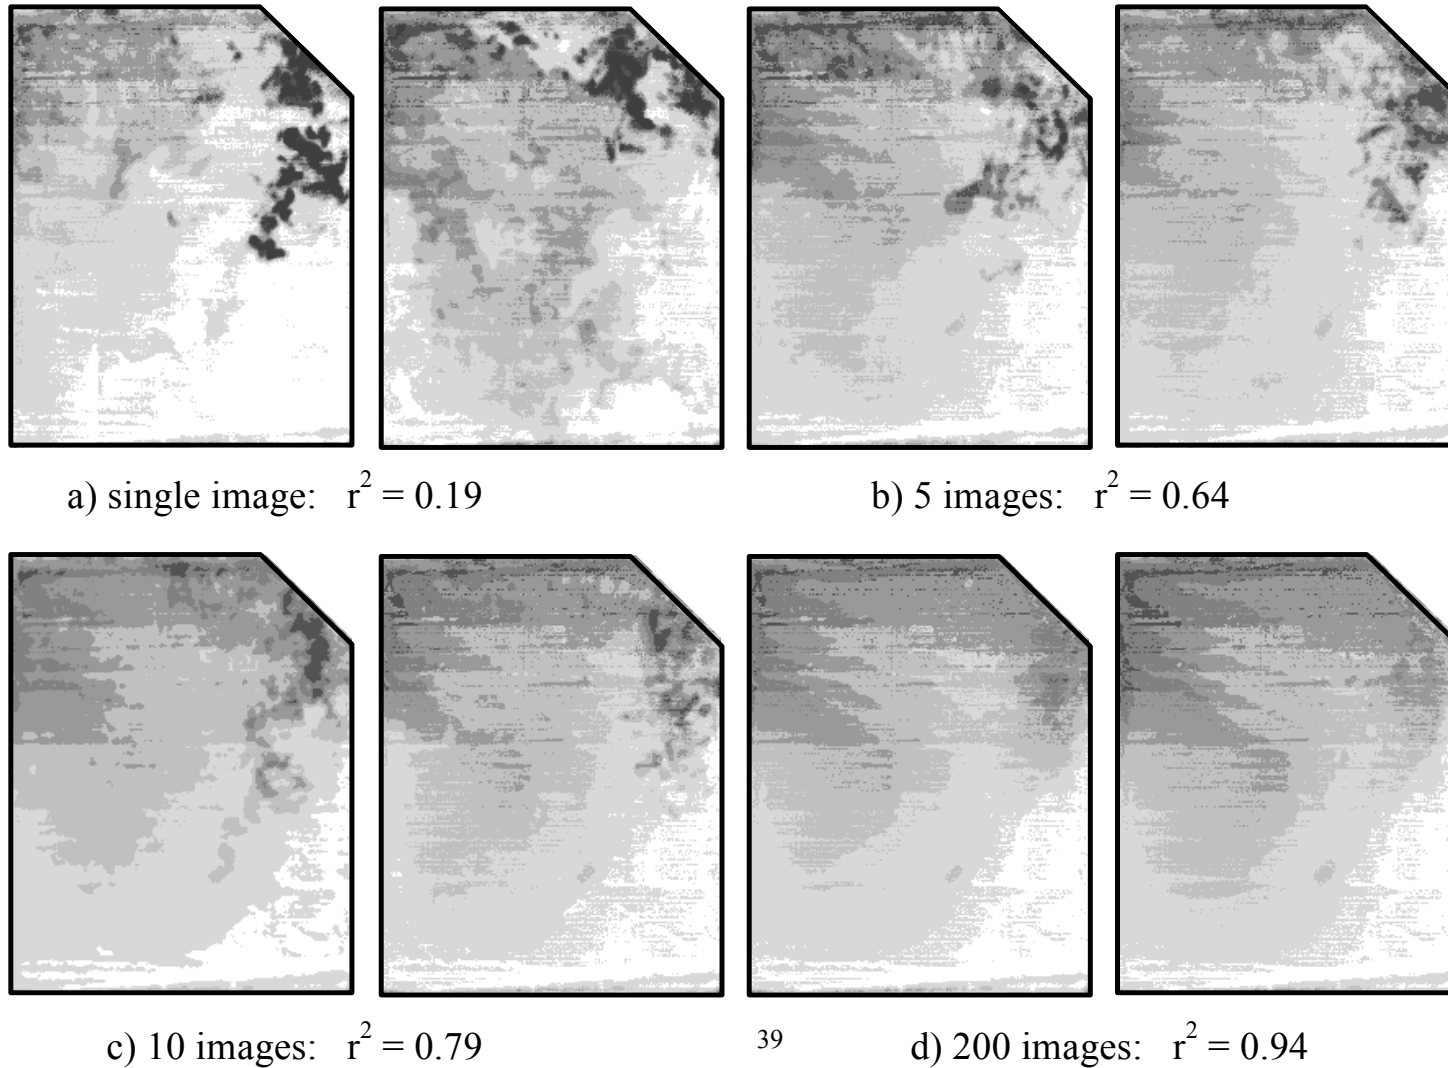 a) single image: r² = 0.19
b) 5 images: r² = 0.64
c) 10 images: r² = 0.79
39
d) 200 images: r² = 0.94